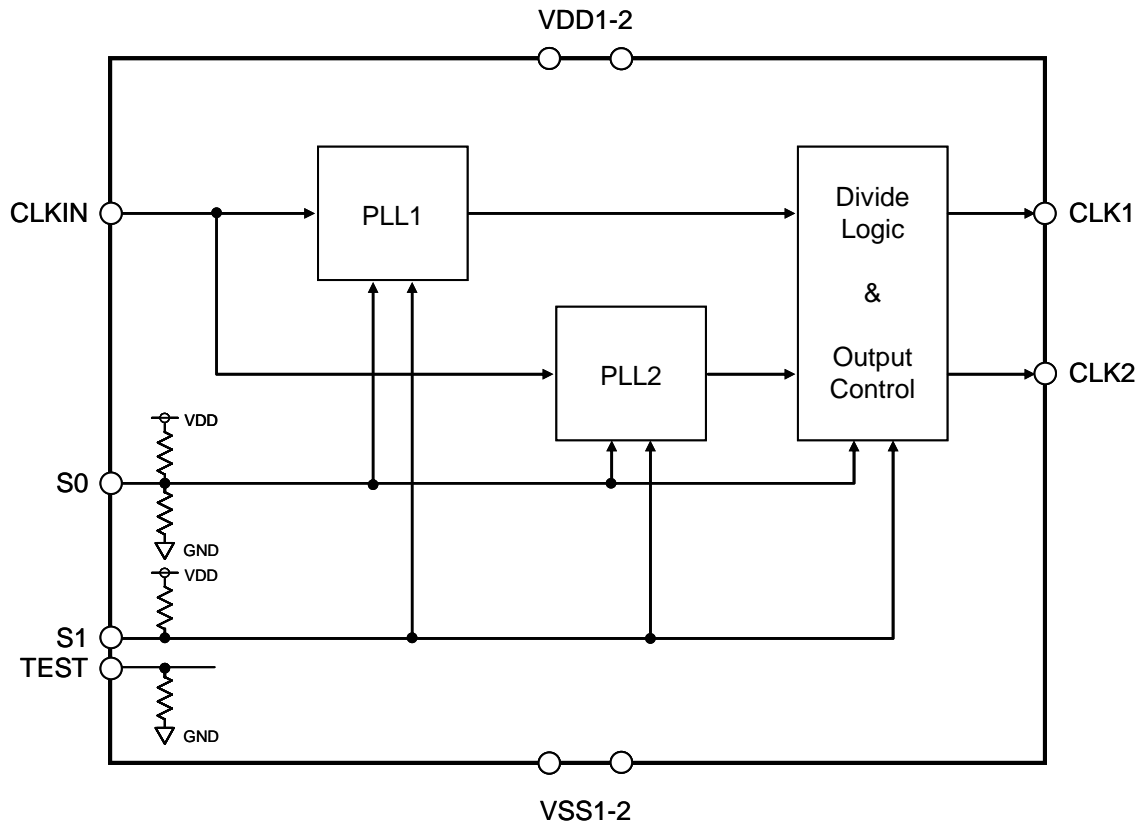 VDD1-2
CLKIN
PLL1
Divide
Logic
&
Output
Control
CLK1
PLL2
CLK2
VDD
S0
GND
VDD
S1
TEST
GND
VSS1-2